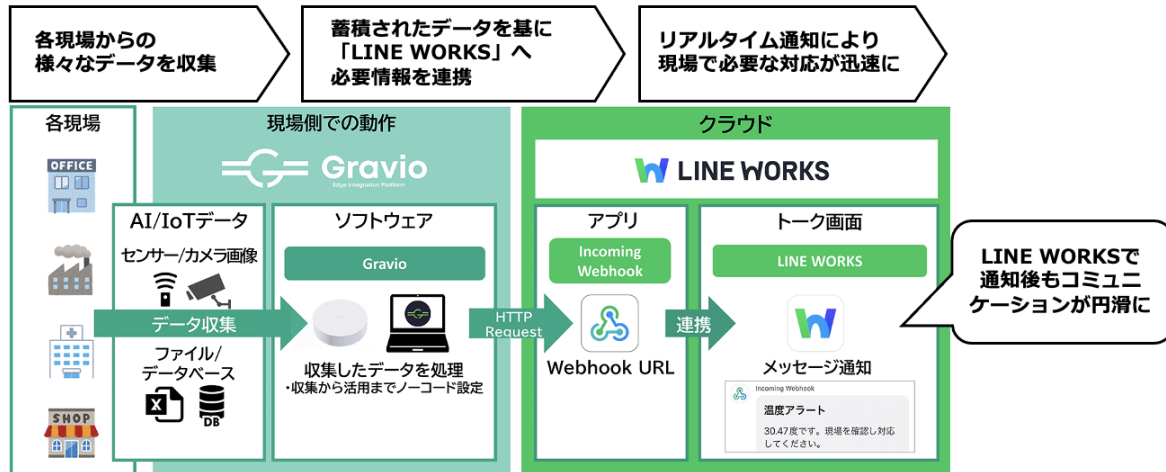 各現場からの
様々なデータを収集
蓄積されたデータを基に
「LINE WORKS」へ
必要情報を連携
リアルタイム通知により
現場で必要な対応が迅速に
各現場
OFFICE
SHOP
現場側での動作
Gravio
Edge Integration Platform
AI/IoTデータ
センサー/カメラ画像
データ収集
ファイル/
データベース
X
DB
ソフトウェア
Gravio
収集したデータを処理
・収集から活用までノーコード設定
HTTP
Request
クラウド
LINE WORKS
アプリ
Incoming
Webhook
Webhook URL
連携
トーク画面
LINE WORKS
メッセージ通知
Incoming Webhook
温度アラート
30.47度です。現場を確認し対応
してください。
LINE WORKSで
通知後もコミュニ
ケーションが円滑に